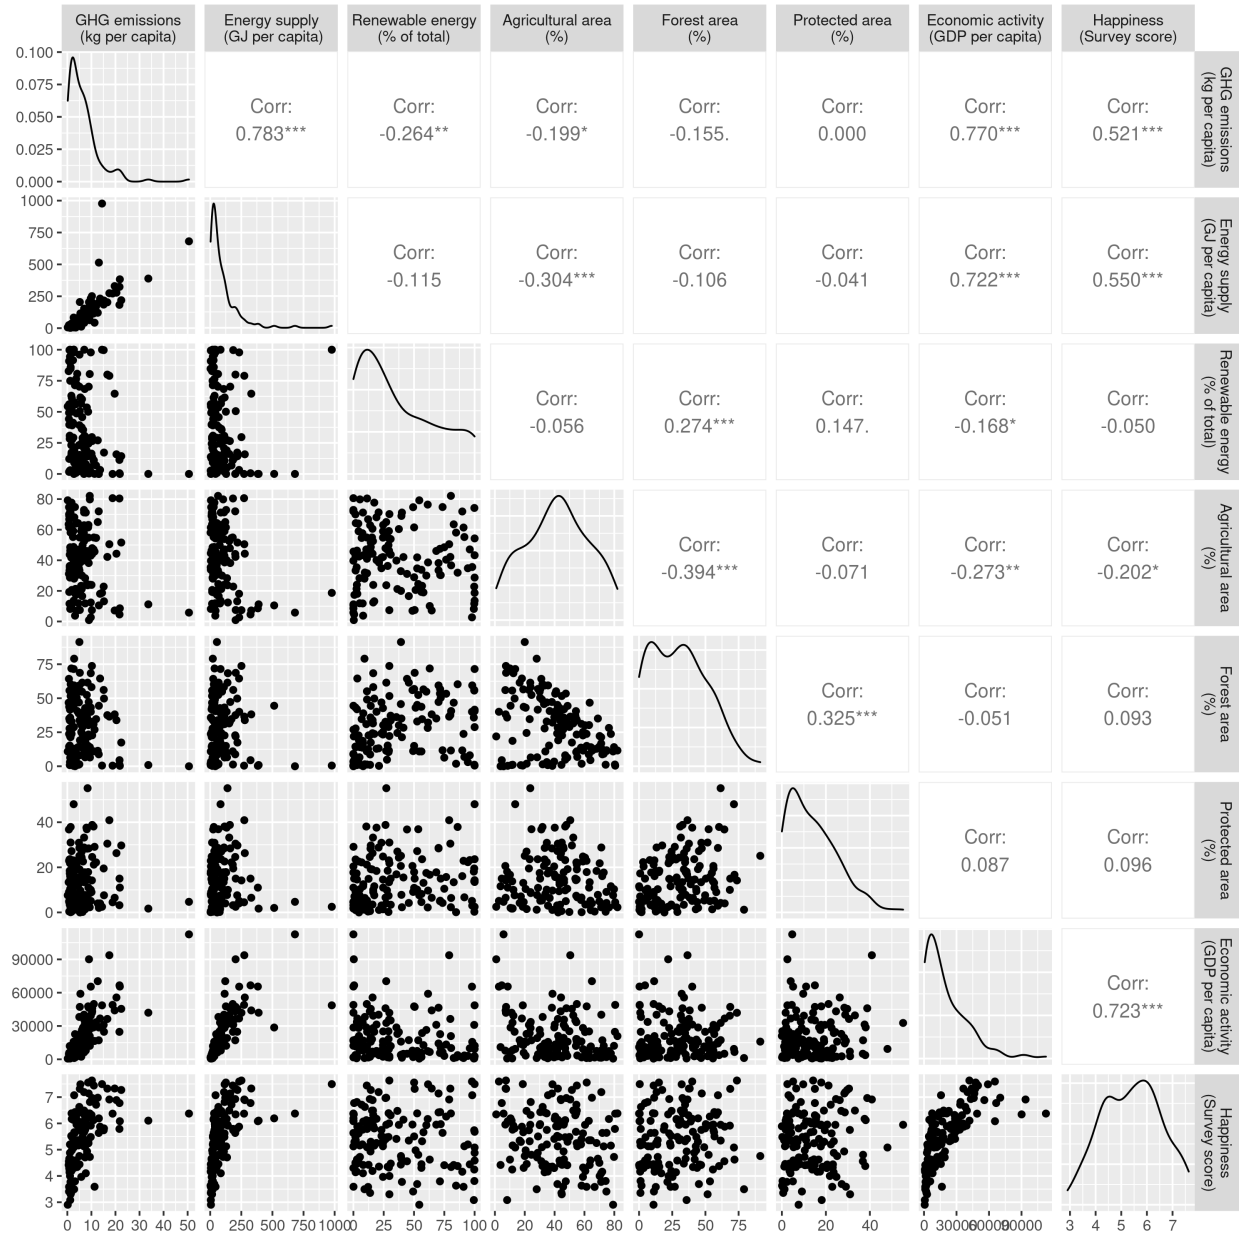 GHG emissions
(kg per capita)
Energy supply
(GJ per capita)
Renewable energy
(% of total)
Agricultural area
(%)
Forest area
(%)
Protected area
(%)
Economic activity
(GDP per capita)
Happiness
(Survey score)
0.100
0.075
0.050
0.025
0.000
Corr:
0.783***
Corr:
-0.264**
Corr:
-0.199*
Corr:
-0.155.
Corr:
0.000
Corr:
0.770***
Corr:
0.521***
GHG emissions
(kg per capita)
1000
750
500
250
0
Corr:
-0.115
Corr:
-0.304***
Corr:
-0.106
Corr:
-0.041
Corr:
0.722***
Corr:
0.550***
Energy supply
(GJ per capita)
100
75
50
25
0
Corr:
-0.056
Corr:
0.274***
Corr:
0.147.
Corr:
-0.168*
Corr:
-0.050
Renewable energy
(% of total)
80
60
40
20
0
Corr:
-0.394***
Corr:
-0.071
Corr:
-0.273**
Corr:
-0.202*
Agricultural area
(%)
75
50
25
0
Corr:
0.325***
Corr:
-0.051
Corr:
0.093
Forest area
(%)
40
20
0
Corr:
0.087
Corr:
0.096
Protected area
(%)
90000
60000
30000
0
Corr:
0.723***
Economic activity
(GDP per capita)
7
6
5
4
3
Happiness
(Survey score)
0 10 20 30 40 50
0 250 500 750 1000
0 25 50 75 100
0 20 40 60 80
0 25 50 75
0 20 40
0 30000 60000 90000
3 4 5 6 7